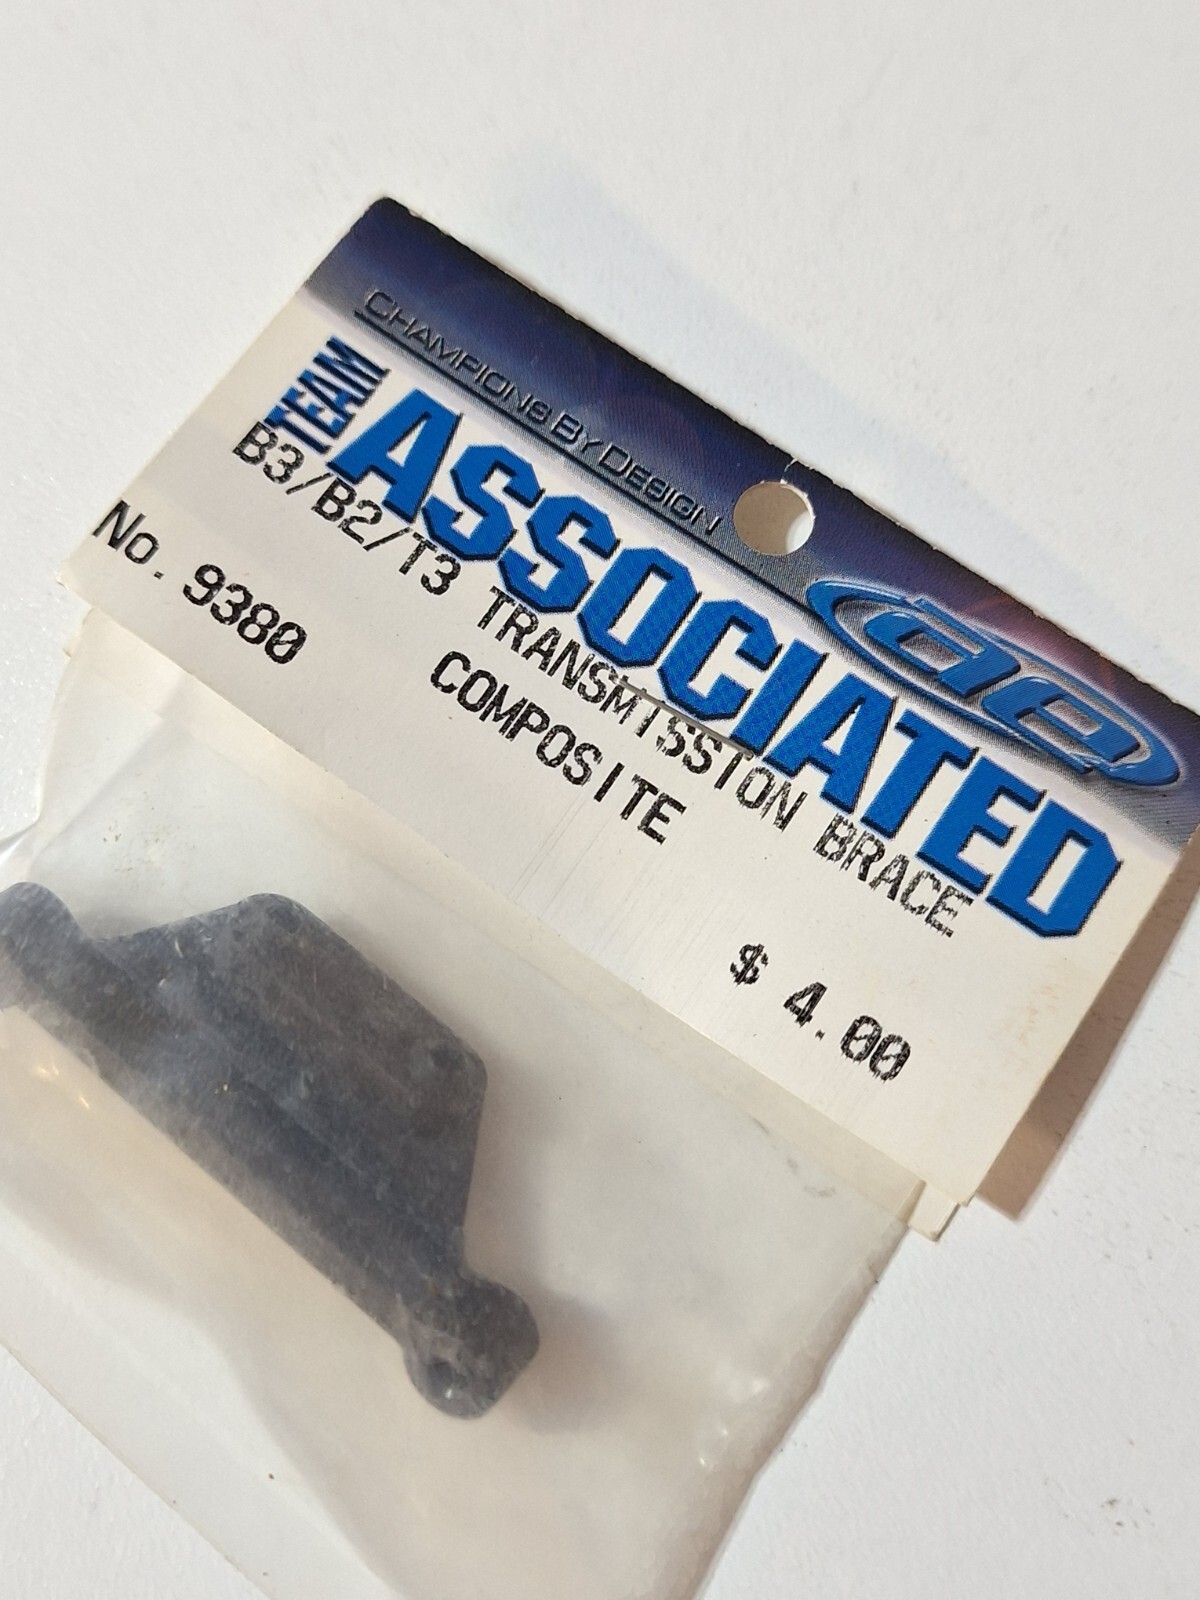 CHAMPIONS BY DESIGN
TEAM
ASSOCIATED
AE
B3/B2/T3 TRANSMISSION BRACE
No. 9380
COMPOSITE
$ 4.00